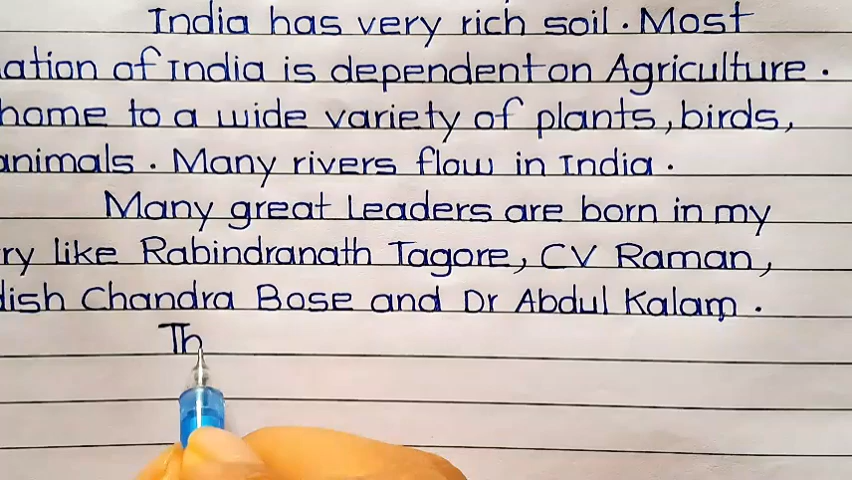 India has very rich soil. Most
ation of India is dependent on Agriculture.
home to a wide variety of plants, birds,
animals. Many rivers flow in India.
Many great Leaders are born in my
ry like Rabindranath Tagore, CV Raman,
dish Chandra Bose and Dr Abdul Kalam.
Th